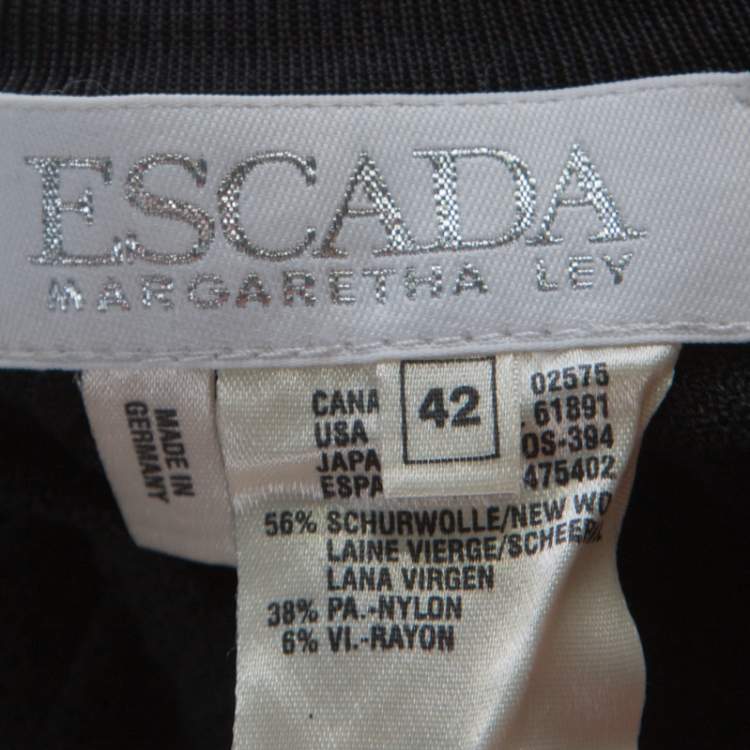 ESCADA
MARGARETHA LEY
MADE IN
GERMANY
42
CANA 02575
USA 61891
JAPA OS-394
ESPA 475402
56% SCHURWOLLE/NEW WO
LAINE VIERGE/SCHEER
LANA VIRGEN
38% PA.-NYLON
6% VI.-RAYON